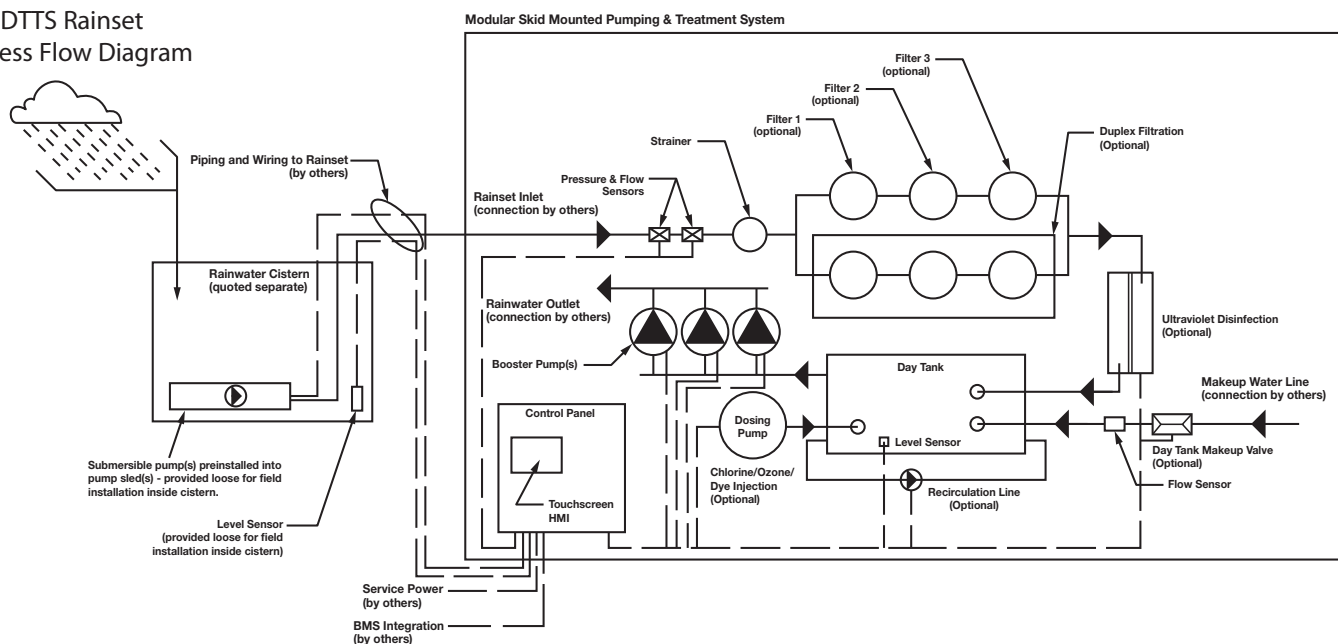 DTTS Rainset
ess Flow Diagram
Modular Skid Mounted Pumping & Treatment System
Filter 3
(optional)
Filter 2
(optional)
Filter 1
(optional)
Strainer
Duplex Filtration
(Optional)
Piping and Wiring to Rainset
(by others)
Pressure & Flow
Sensors
Rainset Inlet
(connection by others)
Rainwater Cistern
(quoted separate)
Rainwater Outlet
(connection by others)
Ultraviolet Disinfection
(Optional)
Booster Pump(s)
Day Tank
Makeup Water Line
(connection by others)
Control Panel
Dosing
Pump
Level Sensor
Day Tank Makeup Valve
(Optional)
Submersible pump(s) preinstalled into
pump sled(s) - provided loose for field
installation inside cistern.
Chlorine/Ozone/
Dye Injection
(Optional)
Recirculation Line
(Optional)
Flow Sensor
Touchscreen
HMI
Level Sensor
(provided loose for field
installation inside cistern)
Service Power
(by others)
BMS Integration
(by others)